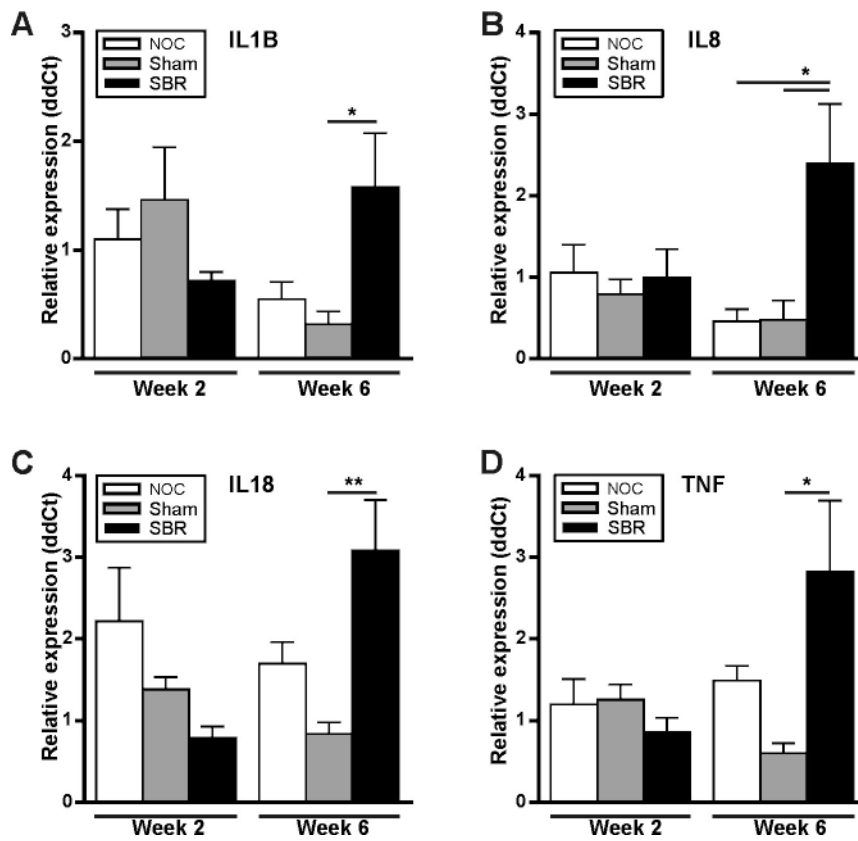 A
IL1B
NOC
Sham
SBR
Relative expression (ddCt)
3
2
1
0
*
Week 2
Week 6
B
IL8
NOC
Sham
SBR
Relative expression (ddCt)
4
3
2
1
0
*
Week 2
Week 6
C
IL18
NOC
Sham
SBR
Relative expression (ddCt)
4
3
2
1
0
**
Week 2
Week 6
D
TNF
NOC
Sham
SBR
Relative expression (ddCt)
4
3
2
1
0
*
Week 2
Week 6